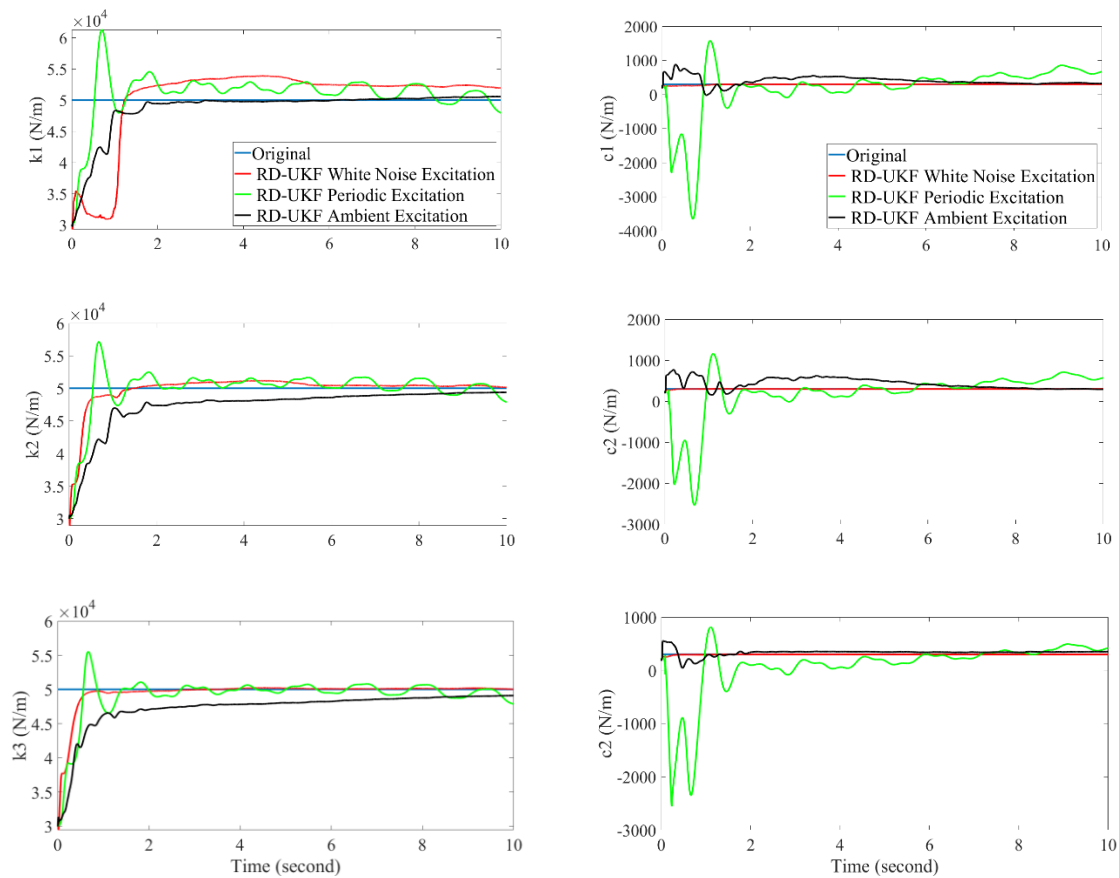 ×10⁴
6
5.5
5
4.5
4
3.5
3
k1 (N/m)
0 2 4 6 8 10
Original
RD-UKF White Noise Excitation
RD-UKF Periodic Excitation
RD-UKF Ambient Excitation
2000
1000
0
-1000
-2000
-3000
-4000
c1 (N/m)
0 2 4 6 8 10
Original
RD-UKF White Noise Excitation
RD-UKF Periodic Excitation
RD-UKF Ambient Excitation
×10⁴
6
5.5
5
4.5
4
3.5
3
k2 (N/m)
0 2 4 6 8 10
2000
1000
0
-1000
-2000
-3000
c2 (N/m)
0 2 4 6 8 10
×10⁴
6
5.5
5
4.5
4
3.5
3
k3 (N/m)
0 2 4 6 8 10
Time (second)
1000
0
-1000
-2000
-3000
c2 (N/m)
0 2 4 6 8 10
Time (second)